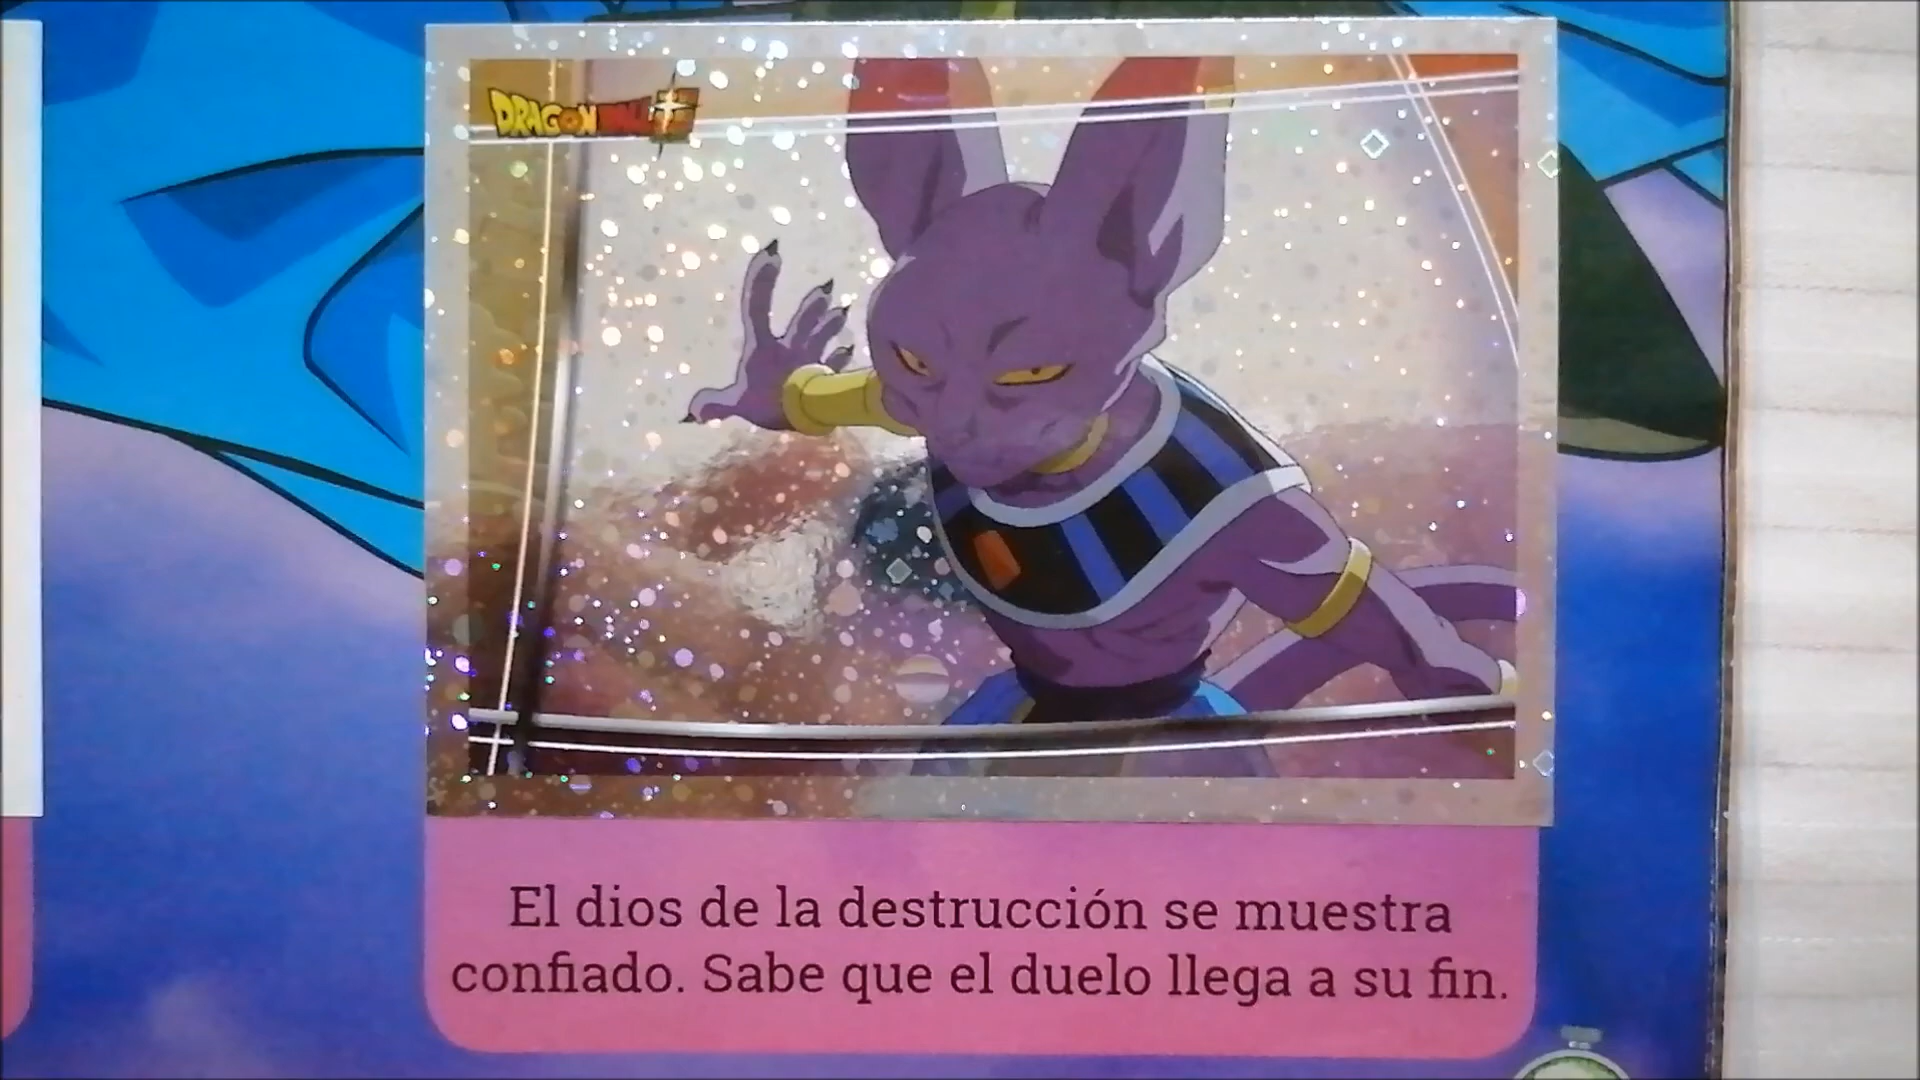 DRAGON BALL
El dios de la destrucción se muestra
confiado. Sabe que el duelo llega a su fin.